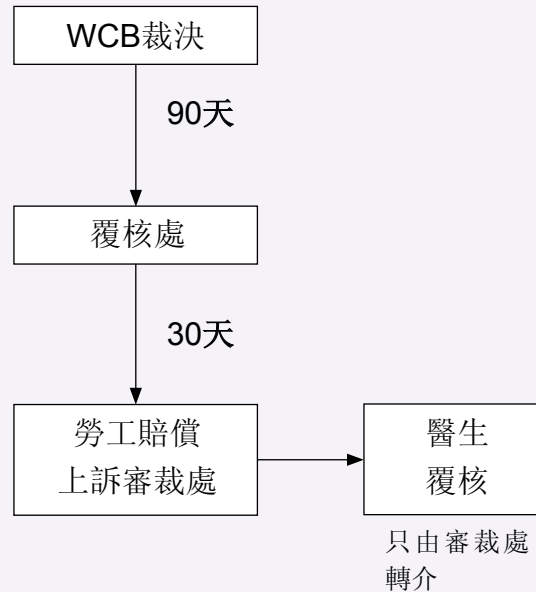 WCB裁決
90天
覆核處
30天
勞工賠償
上訴審裁處
醫生
覆核
只由審裁處
轉介